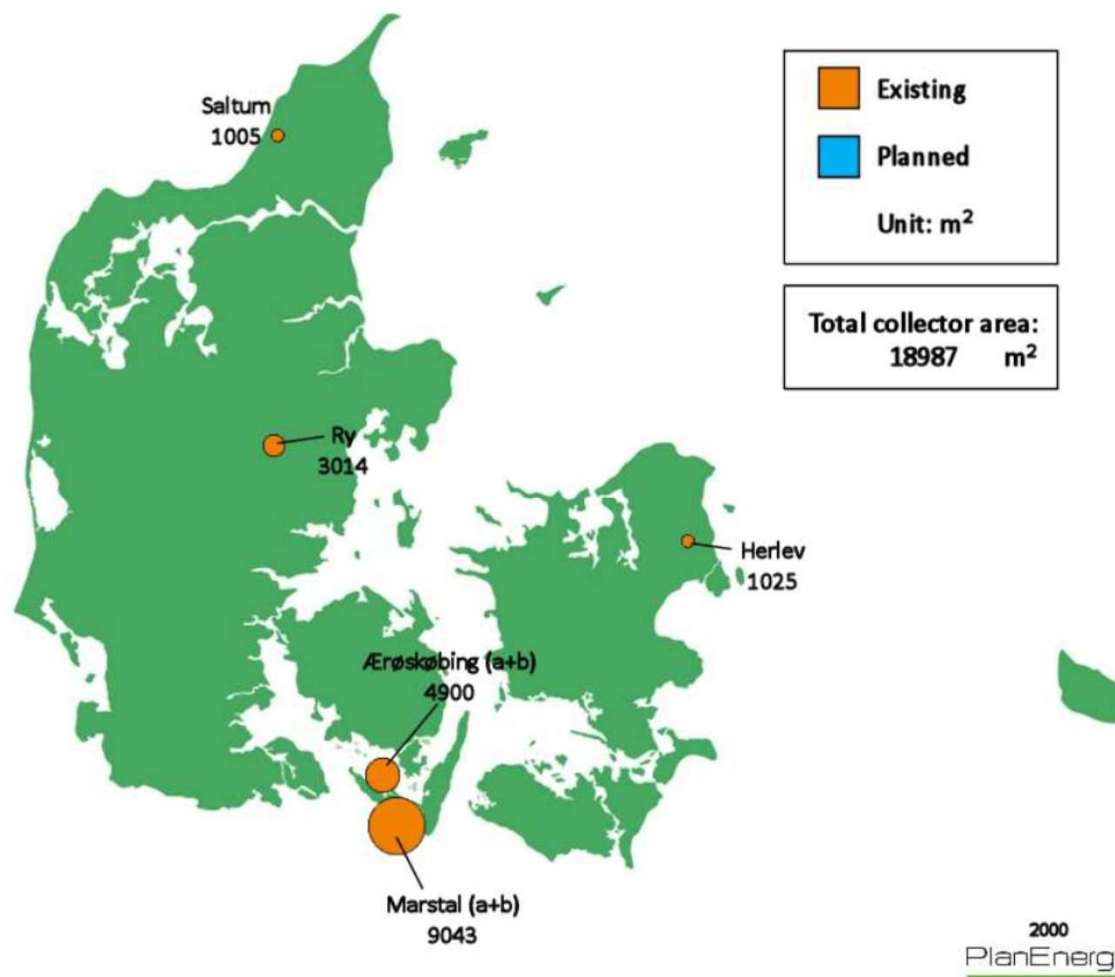 Saltum
1005
Existing
Planned
Unit: m²
Total collector area:
18987 m²
Ry
3014
Herlev
1025
Ærøskøbing (a+b)
4900
Marstal (a+b)
9043
2000
PlanEnerg